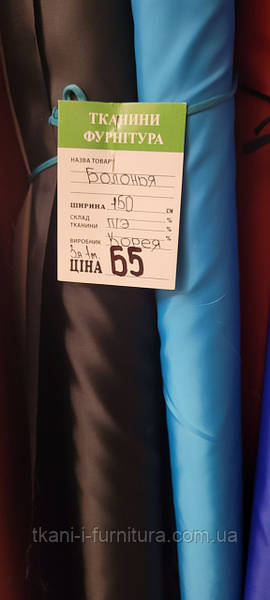 ТКАНИНИ
ФУРНІТУРА
НАЗВА ТОВАРУ
Болонья
ШИРИНА 150 СМ
СКЛАД %
ТКАНИНИ ПЭ %
ВИРОБНИК Корея %
За 1м.
ЦІНА 65
tkani-i-furnitura.com.ua